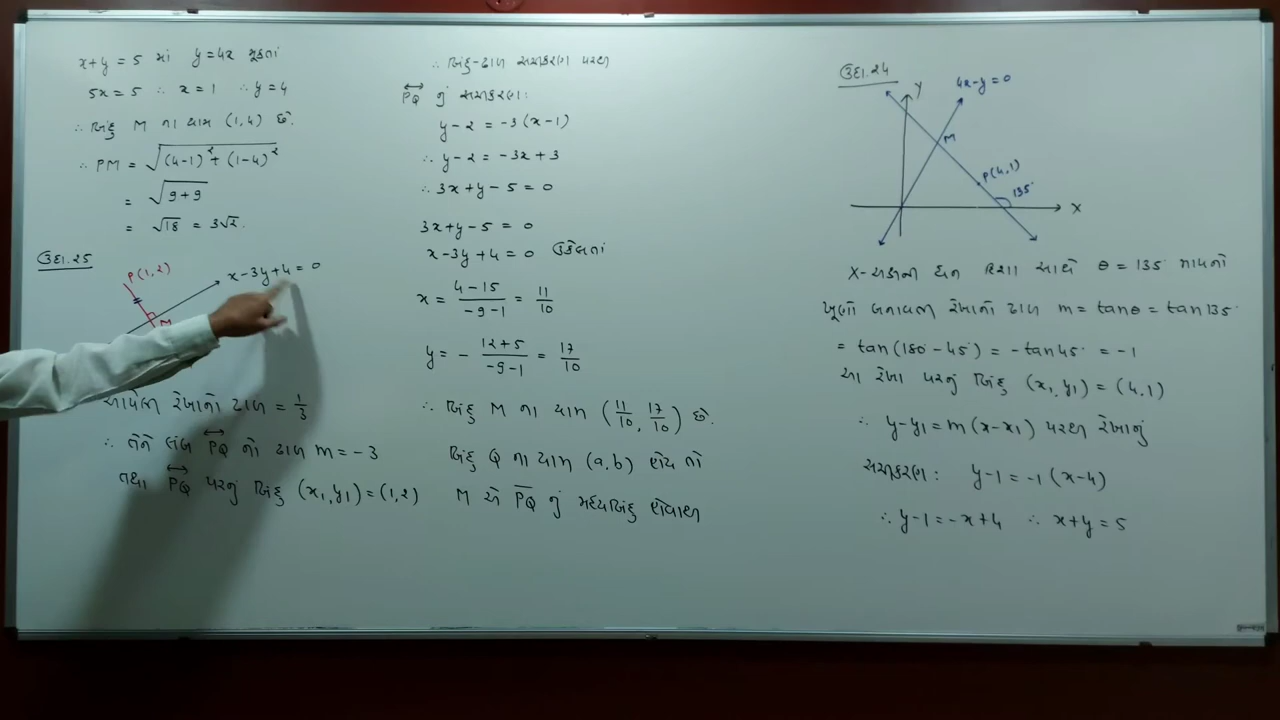 x+y=5 માં y=4x મૂકતાં
5x=5 ∴ x=1 ∴ y=4
∴ બિંદુ M ના યામ (1,4) છે.
∴ PM = √((4-1)² + (1-4)²)
= √(9+9)
= √18 = 3√2.
ઉદા.25
P(1,2)
x-3y+4=0
M
આપેલી રેખાનો ઢાળ = 1/3
∴ તેને લંબ PQ નો ઢાળ m=-3
તથા PQ પરનું બિંદુ (x₁,y₁)=(1,2)
∴ બિંદુ-ઢાળ સમીકરણ પરથી
PQ નું સમીકરણ:
y-2 = -3(x-1)
∴ y-2 = -3x+3
∴ 3x+y-5=0
3x+y-5=0
x-3y+4=0 ઉકેલતાં
x = (4-15)/(-9-1) = 11/10
y = - (12+5)/(-9-1) = 17/10
∴ બિંદુ M ના યામ (11/10, 17/10) છે.
બિંદુ Q ના યામ (a,b) હોય તો
M એ PQ નું મધ્યબિંદુ હોવાથી
ઉદા.24
Y
4x-y=0
M
P(4,1)
135°
X
X-અક્ષની ધન દિશા સાથે θ=135° માપનો
ખૂણો બનાવતી રેખાનો ઢાળ m=tanθ=tan135°
= tan(180°-45°) = -tan45° = -1
આ રેખા પરનું બિંદુ (x₁,y₁)=(4,1)
∴ y-y₁=m(x-x₁) પરથી રેખાનું
સમીકરણ: y-1=-1(x-4)
∴ y-1=-x+4 ∴ x+y=5